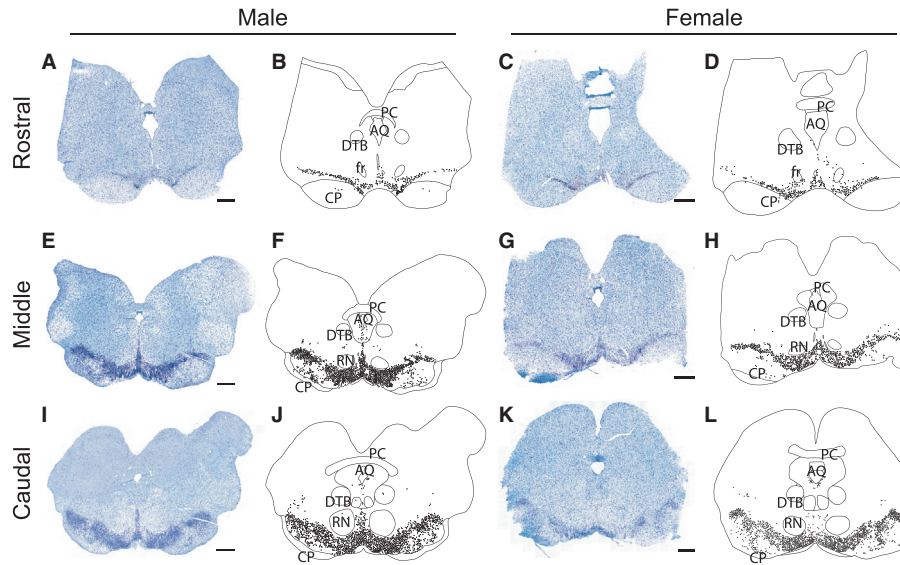 Male
Female
Rostral
A
B
PC
AQ
DTB
fr
CP
C
D
PC
AQ
DTB
fr
CP
Middle
E
F
PC
AQ
DTB
RN
CP
G
H
PC
AQ
DTB
RN
CP
Caudal
I
J
PC
AQ
DTB
RN
CP
K
L
PC
AQ
DTB
RN
CP